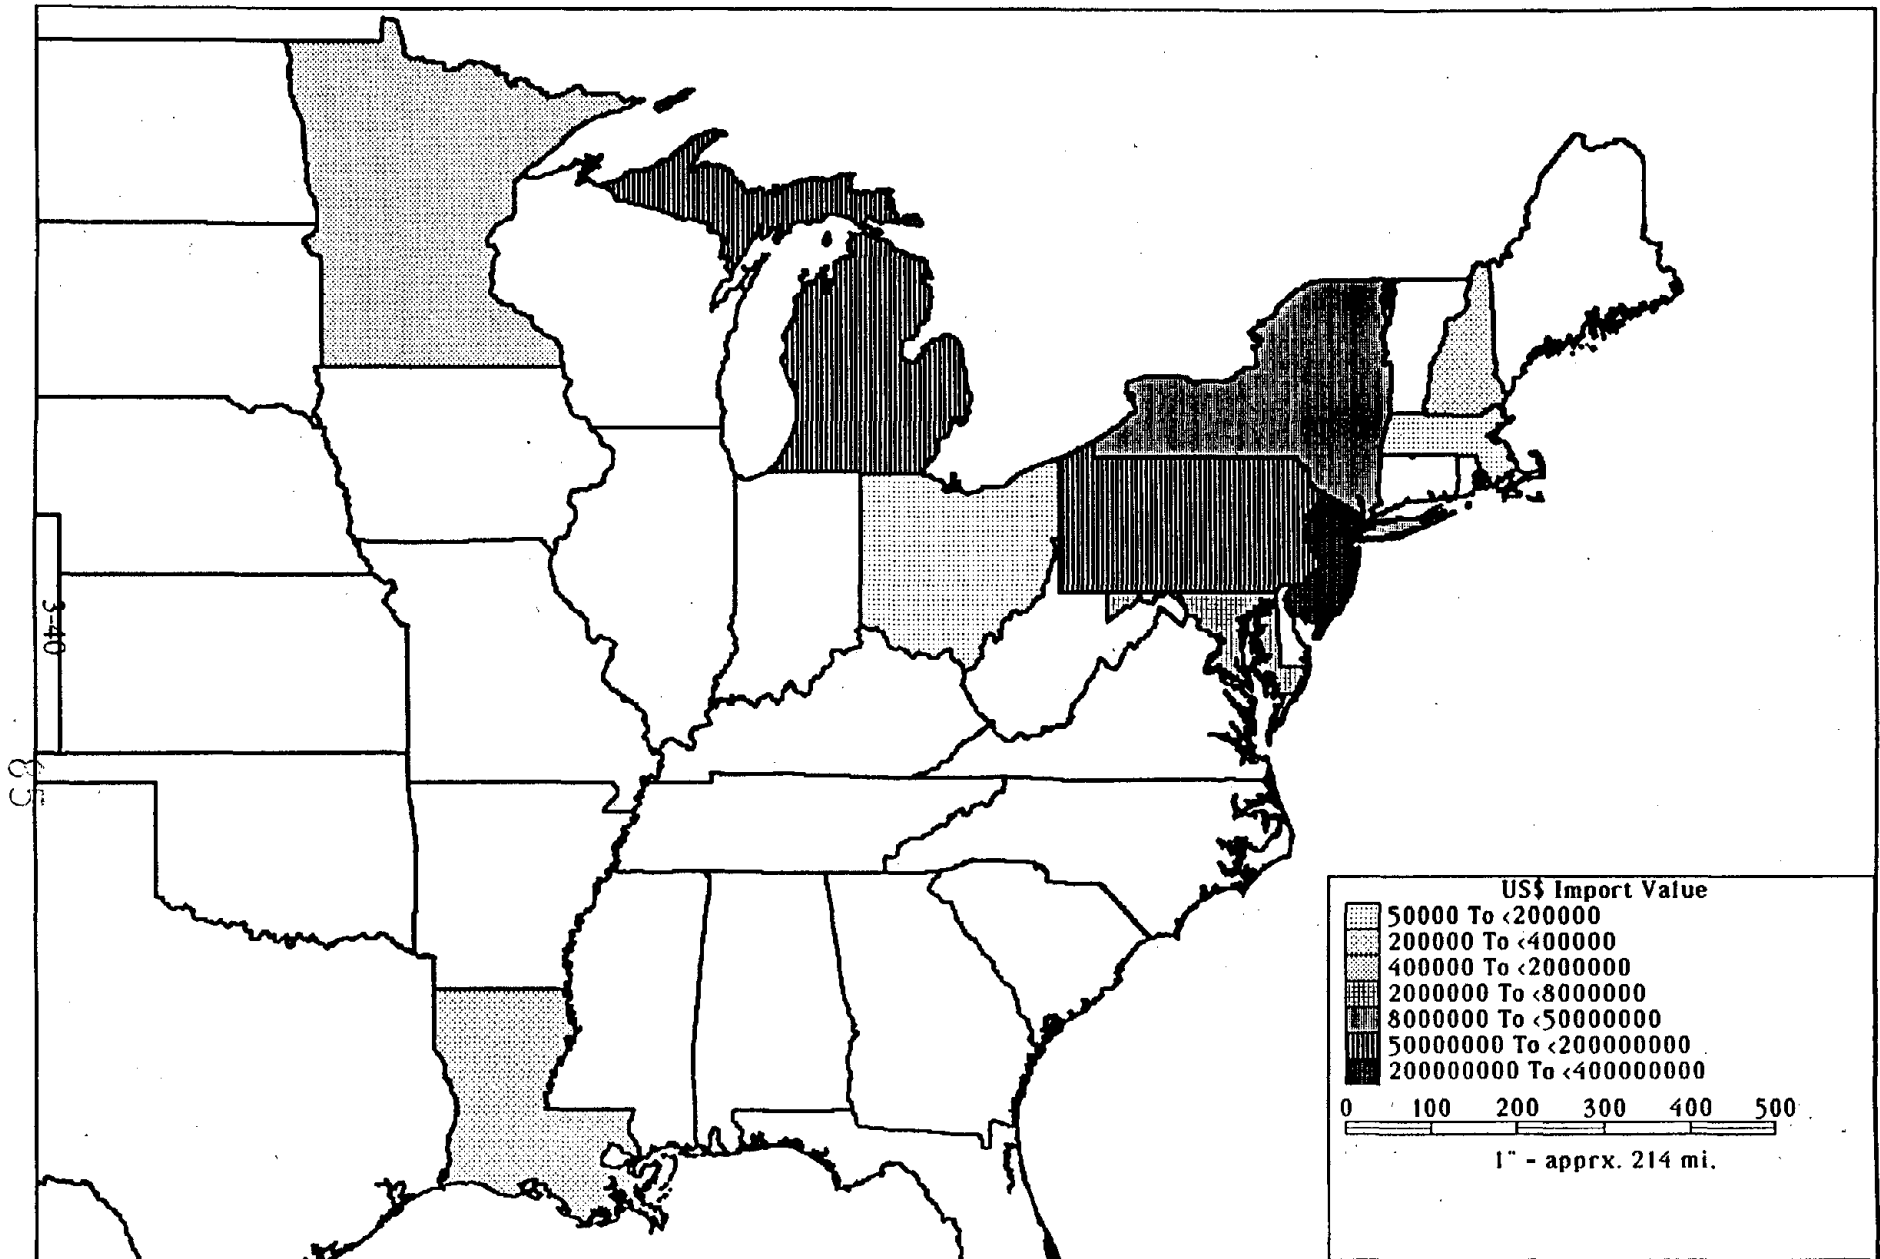 3-40
85
US$ Import Value
50000 To <200000
200000 To <400000
400000 To <2000000
2000000 To <8000000
8000000 To <50000000
50000000 To <200000000
200000000 To <400000000
0 100 200 300 400 500
1" - apprx. 214 mi.